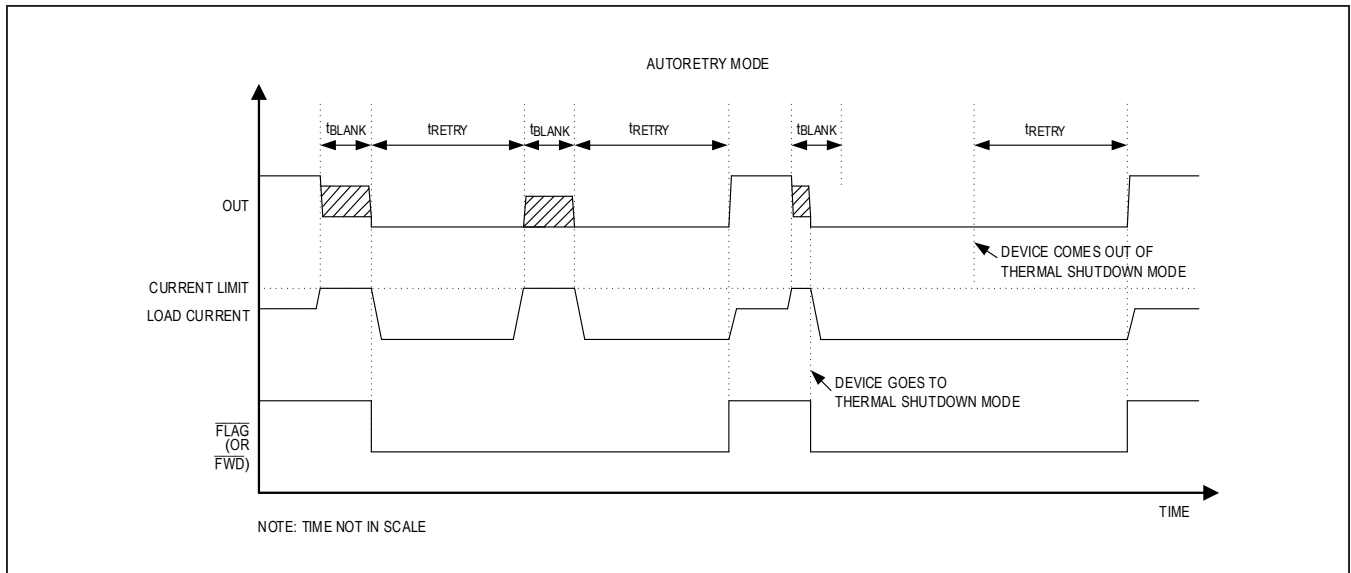 AUTORETRY MODE
tBLANK
tRETRY
tBLANK
tRETRY
tBLANK
tRETRY
OUT
DEVICE COMES OUT OF
THERMAL SHUTDOWN MODE
CURRENT LIMIT
LOAD CURRENT
DEVICE GOES TO
THERMAL SHUTDOWN MODE
FLAG
(OR
FWD)
TIME
NOTE: TIME NOT IN SCALE